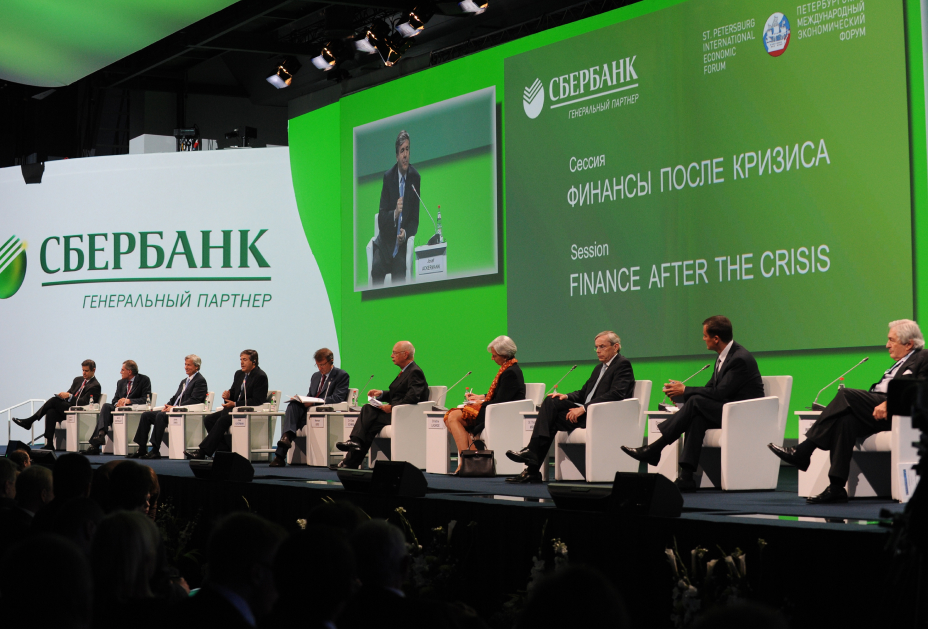 СБЕРБАНК
ГЕНЕРАЛЬНЫЙ ПАРТНЕР
СБЕРБАНК
ГЕНЕРАЛЬНЫЙ ПАРТНЕР
ST. PETERSBURG
INTERNATIONAL
ECONOMIC
FORUM
ПЕТЕРБУРГСКИЙ
МЕЖДУНАРОДНЫЙ
ЭКОНОМИЧЕСКИЙ
ФОРУМ
Сессия
ФИНАНСЫ ПОСЛЕ КРИЗИСА
Session
FINANCE AFTER THE CRISIS